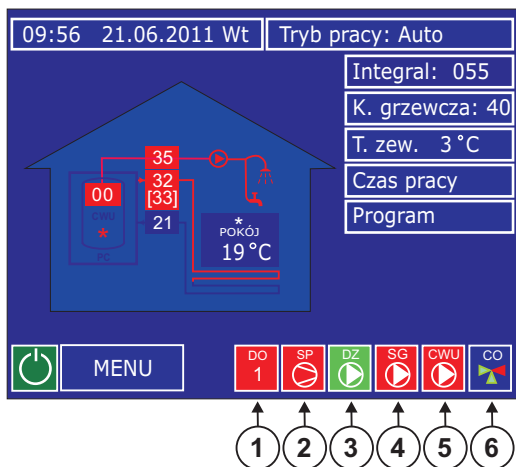 09:56 21.06.2011 Wt Tryb pracy: Auto
Integral: 055
K. grzewcza: 40
T. zew. 3˚C
Czas pracy
Program
35
32
[33]
21
00
CWU
*
PC
*
POKÓJ
19°C
MENU
DO
1
SP
DZ
SG
CWU
CO
1 2 3 4 5 6